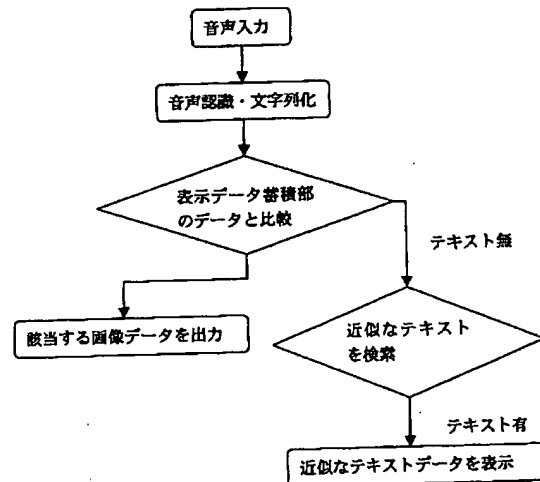 音声入力
音声認識・文字列化
表示データ蓄積部
のデータと比較
テキスト無
該当する画像データを出力
近似なテキスト
を検索
テキスト有
近似なテキストデータを表示